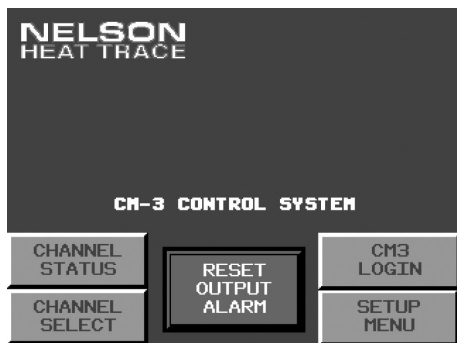 NELSON
HEAT TRACE
CM-3 CONTROL SYSTEM
CHANNEL
STATUS
CHANNEL
SELECT
RESET
OUTPUT
ALARM
CM3
LOGIN
SETUP
MENU